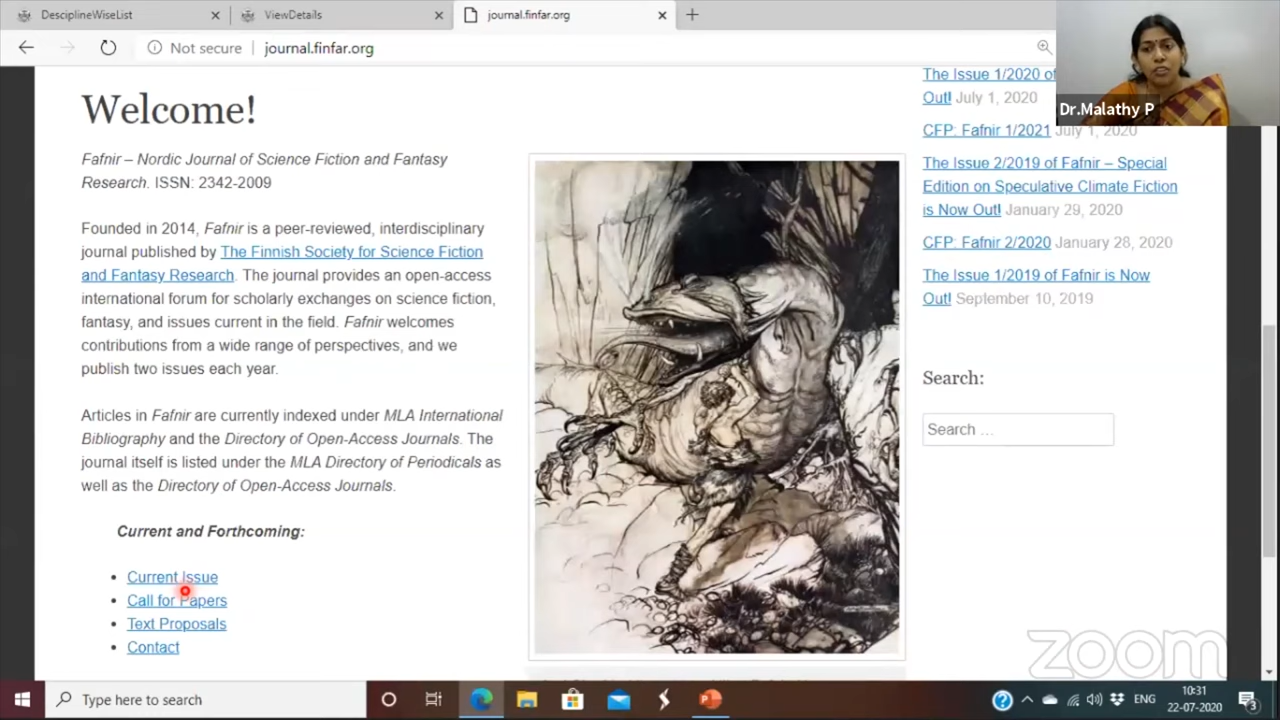 DesciplineWiseList
ViewDetails
journal.finfar.org
Not secure
journal.finfar.org
Dr.Malathy P
Welcome!
Fafnir – Nordic Journal of Science Fiction and Fantasy
Research. ISSN: 2342-2009
Founded in 2014, Fafnir is a peer-reviewed, interdisciplinary
journal published by The Finnish Society for Science Fiction
and Fantasy Research. The journal provides an open-access
international forum for scholarly exchanges on science fiction,
fantasy, and issues current in the field. Fafnir welcomes
contributions from a wide range of perspectives, and we
publish two issues each year.
Articles in Fafnir are currently indexed under MLA International
Bibliography and the Directory of Open-Access Journals. The
journal itself is listed under the MLA Directory of Periodicals as
well as the Directory of Open-Access Journals.
Current and Forthcoming:
Current Issue
Call for Papers
Text Proposals
Contact
The Issue 1/2020 of
Out! July 1, 2020
CFP: Fafnir 1/2021 July 1, 2020
The Issue 2/2019 of Fafnir – Special
Edition on Speculative Climate Fiction
is Now Out! January 29, 2020
CFP: Fafnir 2/2020 January 28, 2020
The Issue 1/2019 of Fafnir is Now
Out! September 10, 2019
Search:
Search …
zoom
Type here to search
ENG
10:31
22-07-2020
3